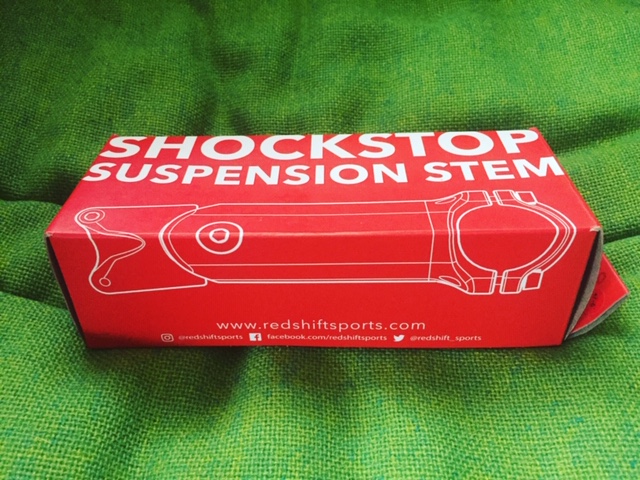 SHOCKSTOP
SUSPENSION STEM
www.redshiftsports.com
@redshiftsports facebook.com/redshiftsports @redshift_sports